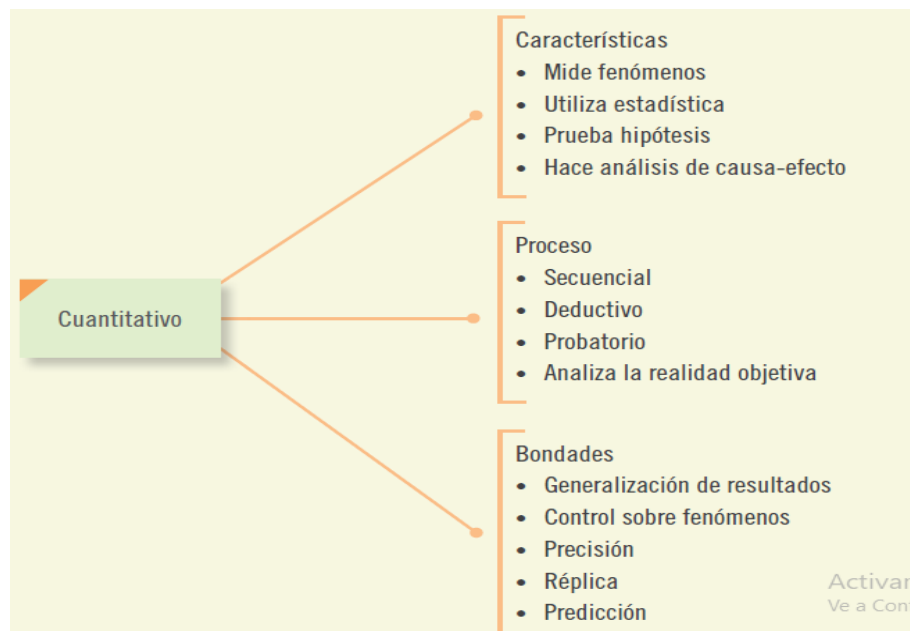 Características
• Mide fenómenos
• Utiliza estadística
• Prueba hipótesis
• Hace análisis de causa-efecto
Cuantitativo
Proceso
• Secuencial
• Deductivo
• Probatorio
• Analiza la realidad objetiva
Bondades
• Generalización de resultados
• Control sobre fenómenos
• Precisión
• Réplica
• Predicción
Activar
Ve a Con